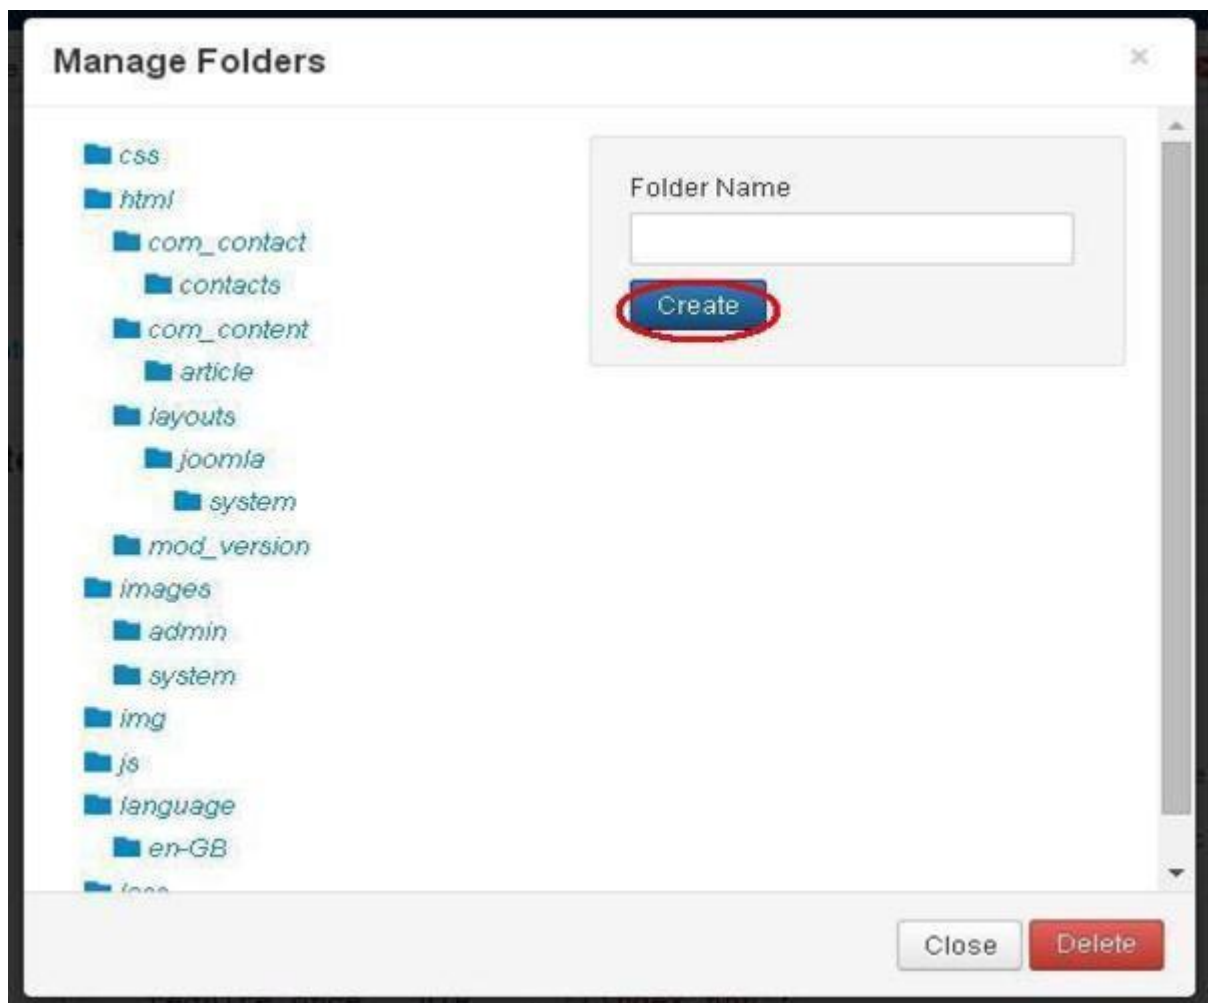 Manage Folders
×
css
html
com_contact
contacts
com_content
article
layouts
joomla
system
mod_version
images
admin
system
img
js
language
en-GB
Folder Name
Create
Close
Delete